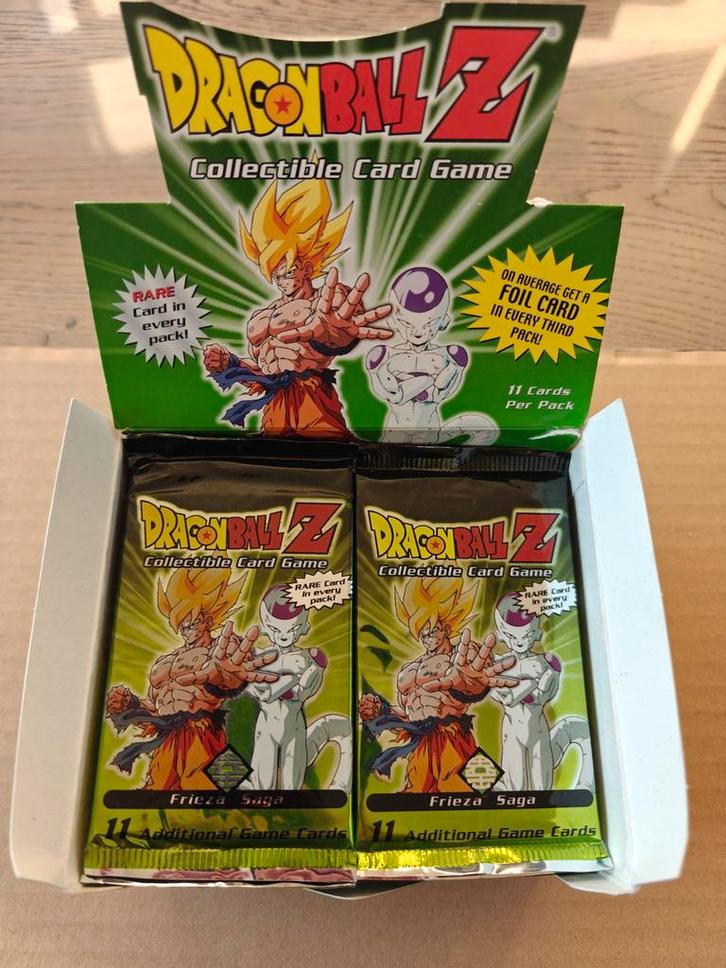 DRAGONBALL Z®
Collectible Card Game
RARE
Card in
every
pack!
ON AVERAGE GET A
FOIL CARD
IN EVERY THIRD
PACK!
11 Cards
Per Pack
DRAGONBALL Z
Collectible Card Game
RARE Card
in every
pack!
Frieza Saga
11 Additional Game Cards
DRAGONBALL Z
Collectible Card Game
RARE Card
in every
pack!
Frieza Saga
11 Additional Game Cards